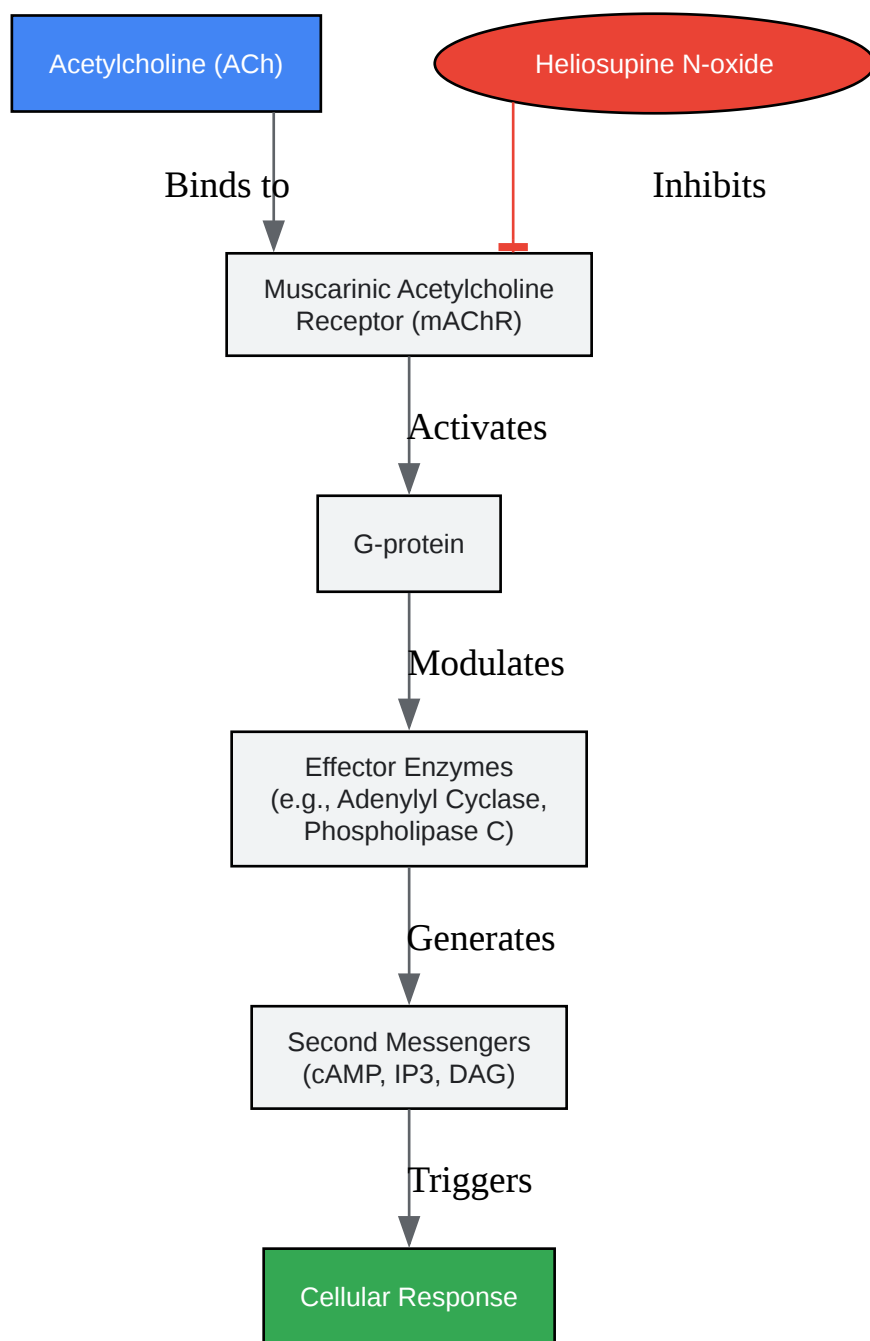 Acetylcholine (ACh)
Heliosupine N-oxide
Binds to
Inhibits
Muscarinic Acetylcholine
Receptor (mAChR)
Activates
G-protein
Modulates
Effector Enzymes
(e.g., Adenylyl Cyclase,
Phospholipase C)
Generates
Second Messengers
(cAMP, IP3, DAG)
Triggers
Cellular Response